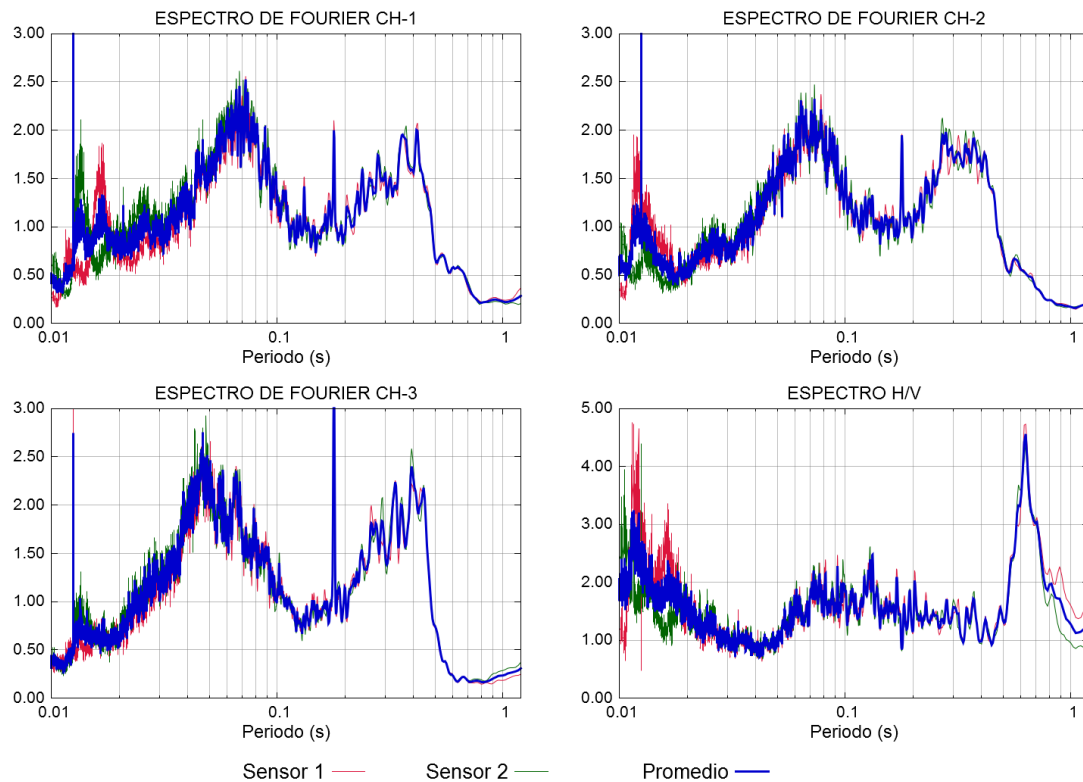 ESPECTRO DE FOURIER CH-1
3.00
2.50
2.00
1.50
1.00
0.50
0.00
0.01 0.1 1
Periodo (s)
ESPECTRO DE FOURIER CH-2
3.00
2.50
2.00
1.50
1.00
0.50
0.00
0.01 0.1 1
Periodo (s)
ESPECTRO DE FOURIER CH-3
3.00
2.50
2.00
1.50
1.00
0.50
0.00
0.01 0.1 1
Periodo (s)
ESPECTRO H/V
5.00
4.00
3.00
2.00
1.00
0.00
0.01 0.1 1
Periodo (s)
Sensor 1 Sensor 2 Promedio